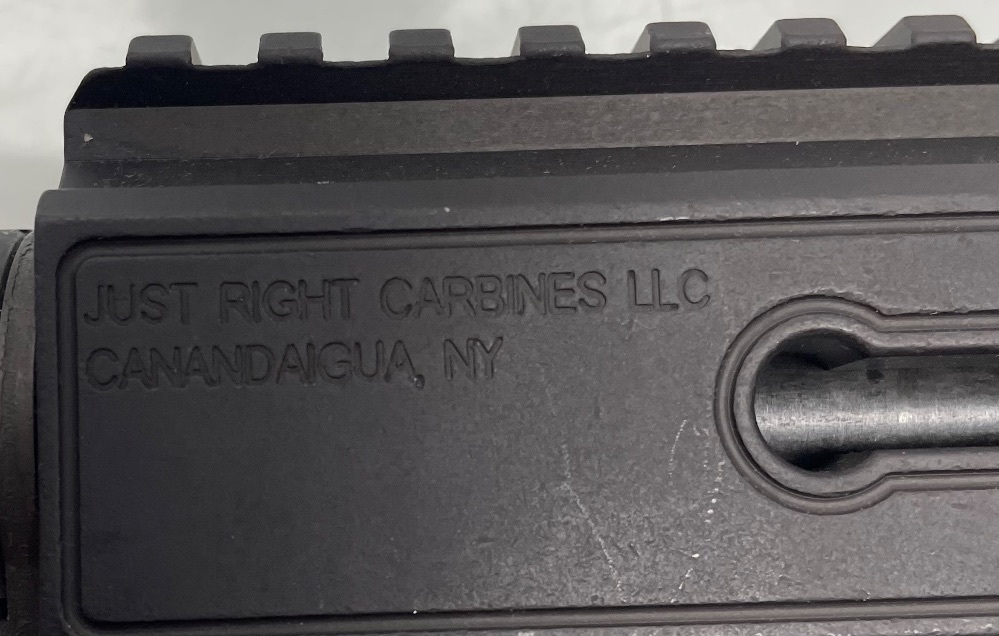 JUST RIGHT CARBINES LLC
CANANDAIGUA, NY